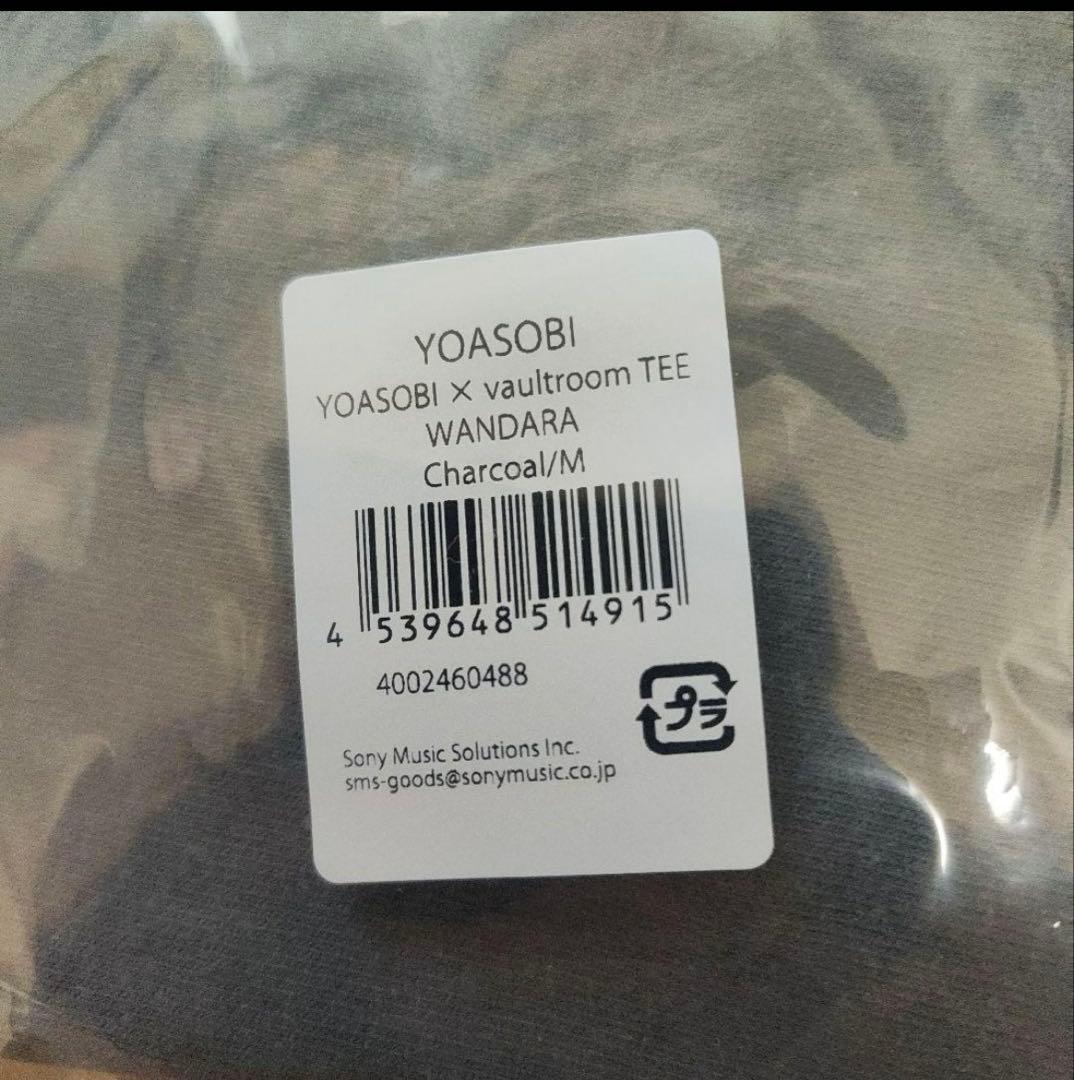 YOASOBI
YOASOBI × vaultroom TEE
WANDARA
Charcoal/M
4 539648 514915
4002460488
プラ
Sony Music Solutions Inc.
sms-goods@sonymusic.co.jp